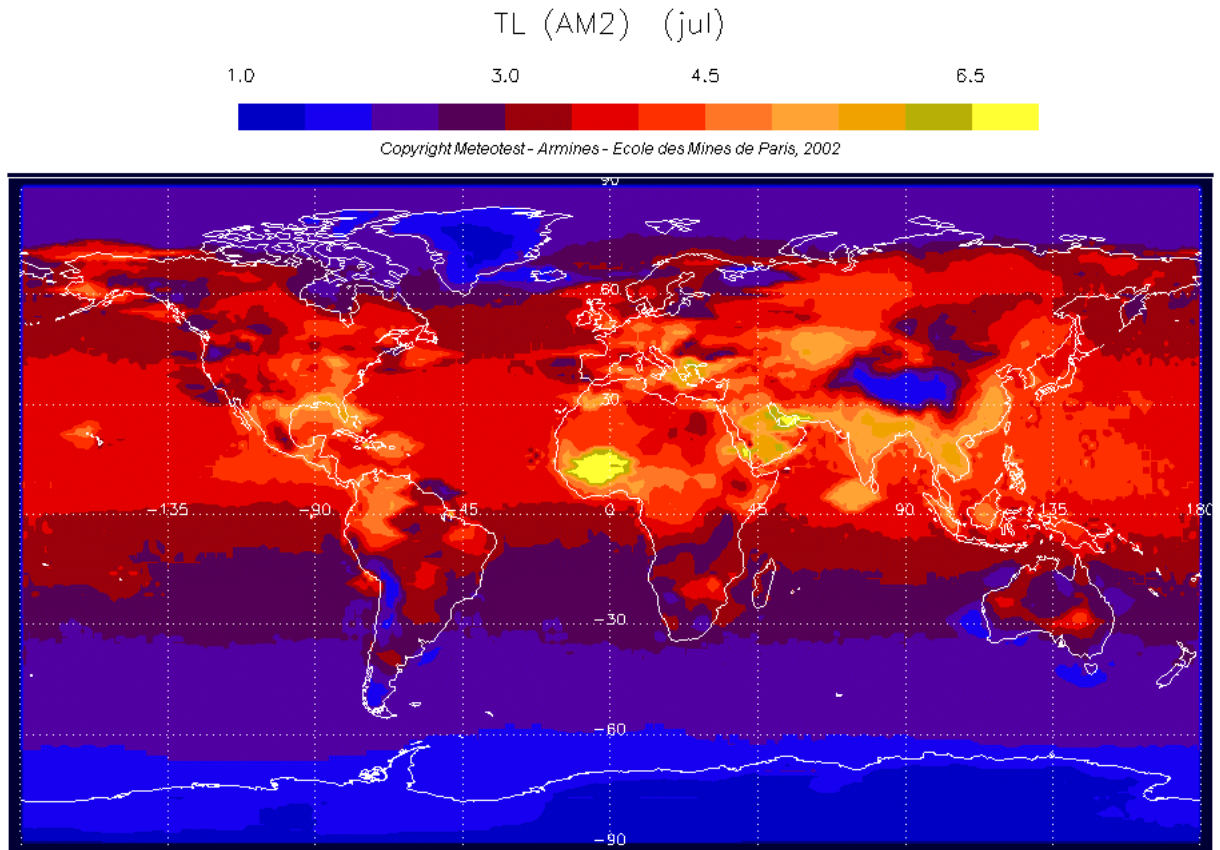 TL (AM2) (jul)
1.0 3.0 4.5 6.5
Copyright Meteotest - Armines - Ecole des Mines de Paris, 2002
90
60
30
-135 -90 -45 0 45 90 135 180
-30
-60
-90